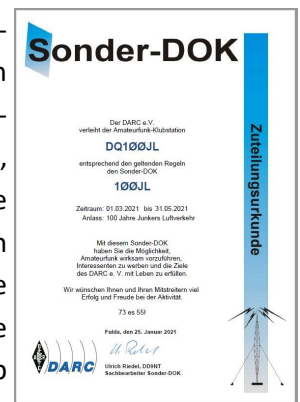 Sonder-DOK
Der DARC e.V.
verleiht der Amateurfunk-Klubstation
DQ1ØØJL
entsprechend den geltenden Regeln
den Sonder-DOK
1ØØJL
Zeitraum: 01.03.2021 bis 31.05.2021
Anlass: 100 Jahre Junkers Luftverkehr
Mit diesem Sonder-DOK
haben Sie die Möglichkeit,
Amateurfunk wirksam vorzuführen,
Interessenten zu werben und die Ziele
des DARC e. V. mit Leben zu erfüllen.
Wir wünschen Ihnen und Ihren Mitstreitern viel
Erfolg und Freude bei der Aktivität.
73 es 55!
Fulda, den 25. Januar 2021
U. Riedel
Ulrich Riedel, DD9NT
Sachbearbeiter Sonder-DOK
DARC
Zuteilungsurkunde